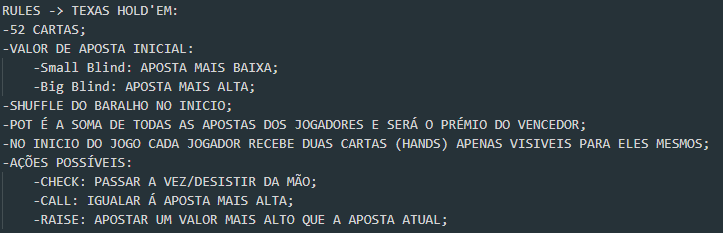 RULES -> TEXAS HOLD'EM:
-52 CARTAS;
-VALOR DE APOSTA INICIAL:
-Small Blind: APOSTA MAIS BAIXA;
-Big Blind: APOSTA MAIS ALTA;
-SHUFFLE DO BARALHO NO INICIO;
-POT É A SOMA DE TODAS AS APOSTAS DOS JOGADORES E SERÁ O PRÉMIO DO VENCEDOR;
-NO INICIO DO JOGO CADA JOGADOR RECEBE DUAS CARTAS (HANDS) APENAS VISIVEIS PARA ELES MESMOS;
-AÇÕES POSSÍVEIS:
-CHECK: PASSAR A VEZ/DESISTIR DA MÃO;
-CALL: IGUALAR Á APOSTA MAIS ALTA;
-RAISE: APOSTAR UM VALOR MAIS ALTO QUE A APOSTA ATUAL;